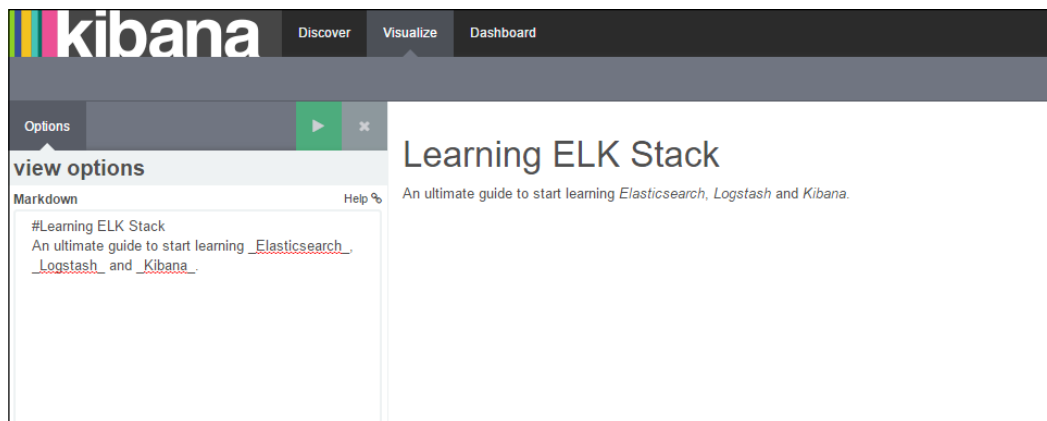 kibana Discover Visualize Dashboard
Options
view options
Markdown Help
#Learning ELK Stack
An ultimate guide to start learning _Elasticsearch_,
_Logstash_ and _Kibana_.
Learning ELK Stack
An ultimate guide to start learning Elasticsearch, Logstash and Kibana.